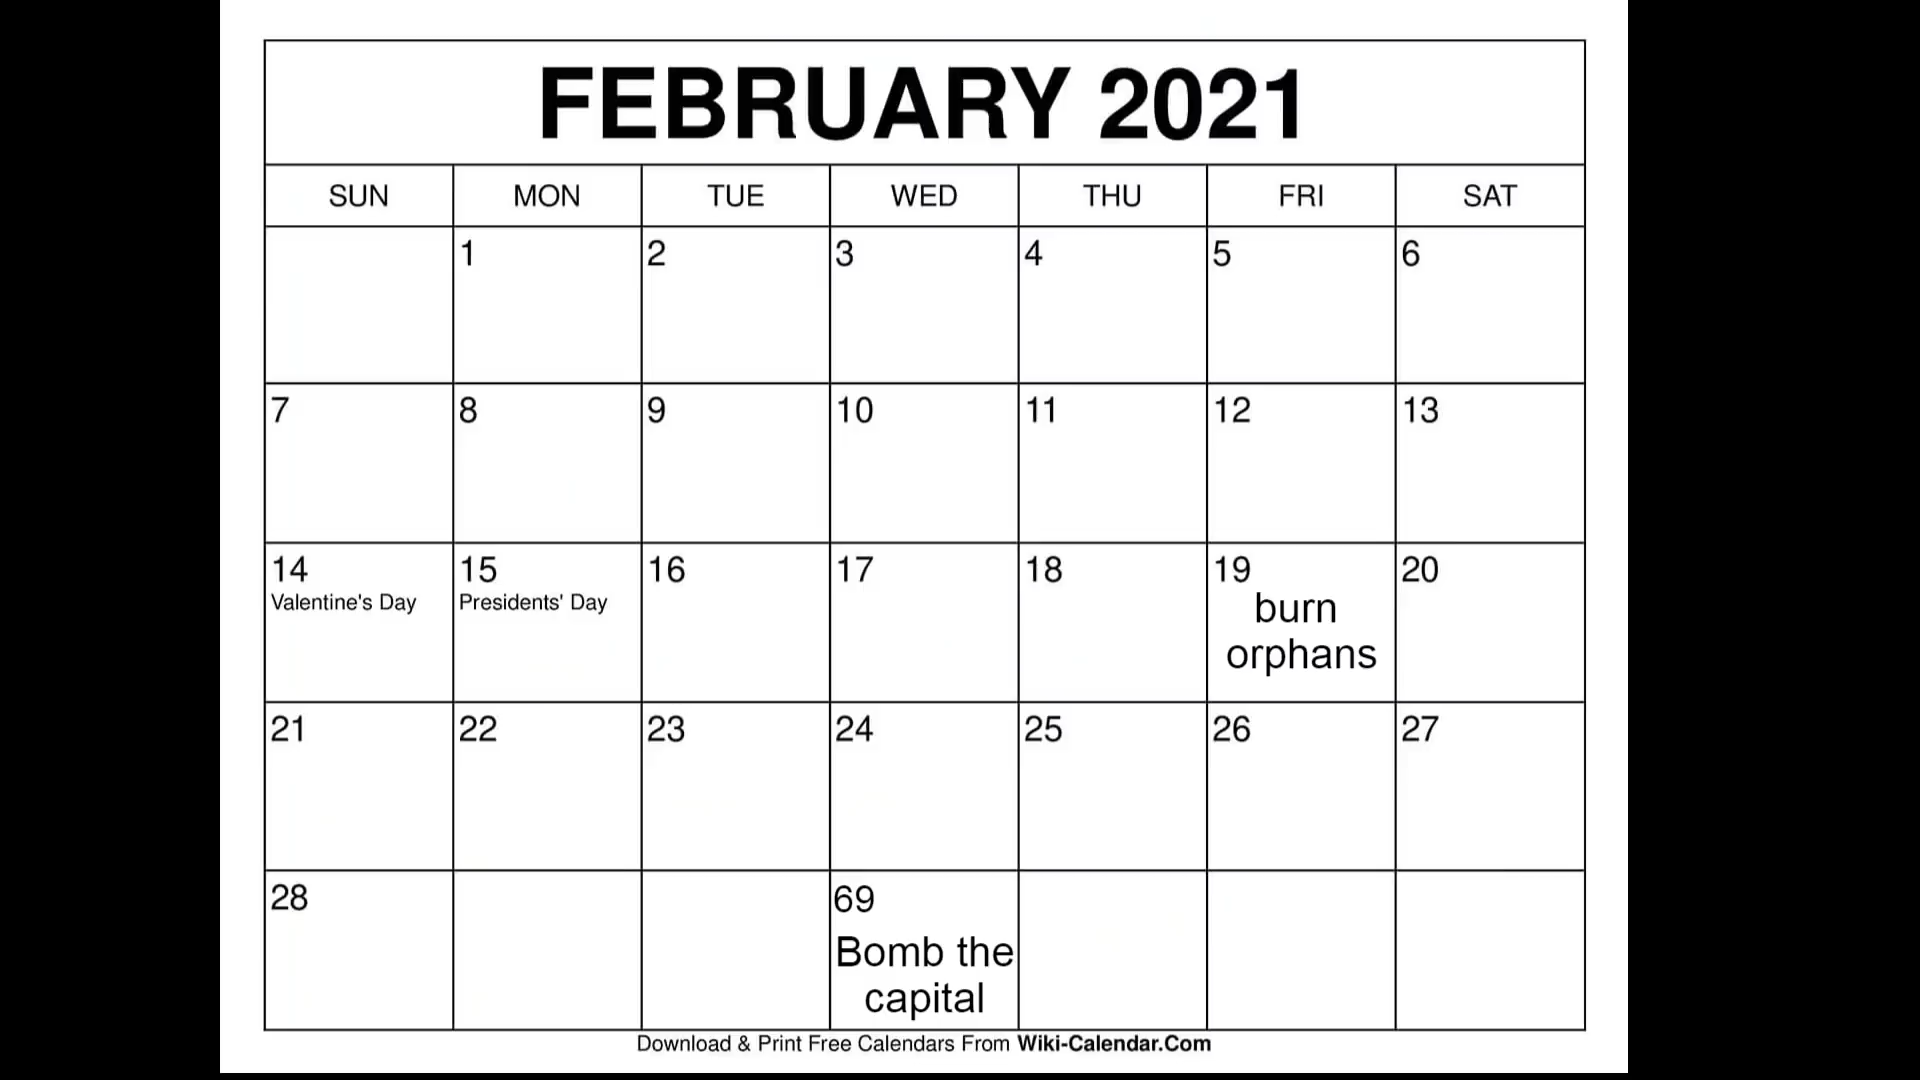 FEBRUARY 2021
SUN MON TUE WED THU FRI SAT
1 2 3 4 5 6
7 8 9 10 11 12 13
14 15 16 17 18 19 20
Valentine's Day Presidents' Day burn
orphans
21 22 23 24 25 26 27
28 69
Bomb the
capital
Download & Print Free Calendars From Wiki-Calendar.Com